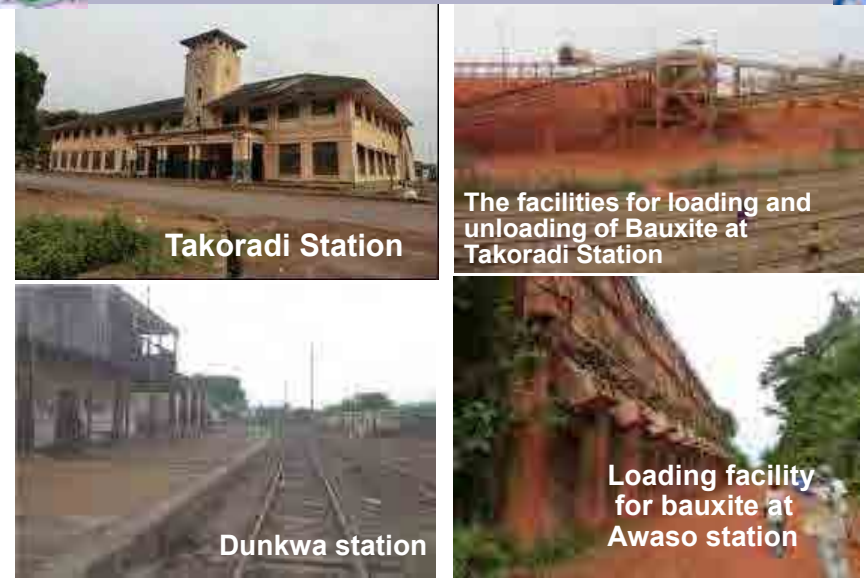 Takoradi Station
The facilities for loading and
unloading of Bauxite at
Takoradi Station
Dunkwa station
Loading facility
for bauxite at
Awaso station